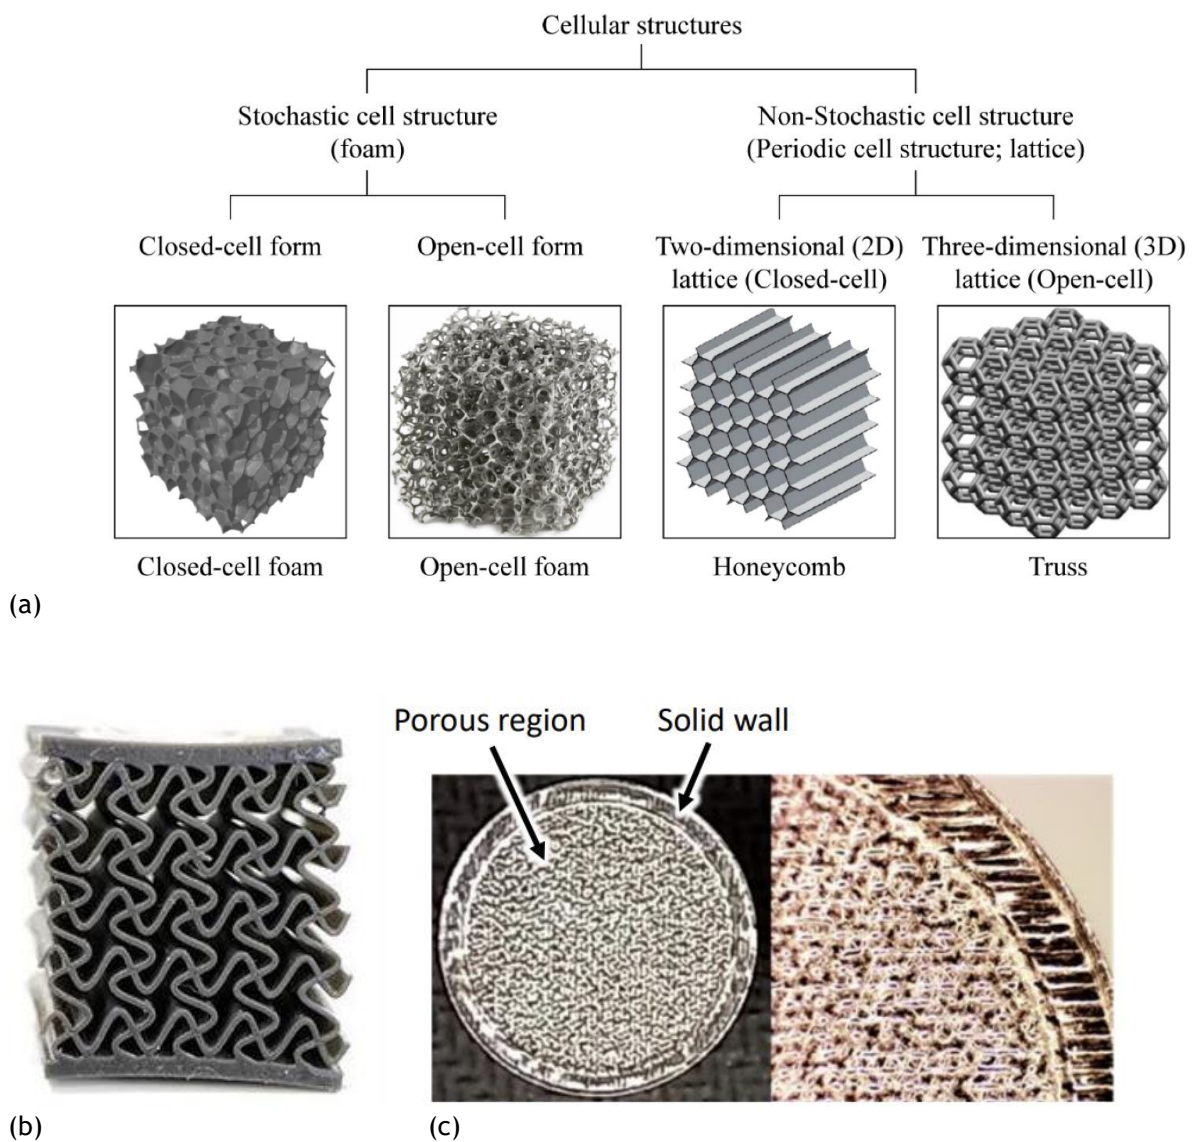 Cellular structures
Stochastic cell structure
(foam)
Non-Stochastic cell structure
(Periodic cell structure; lattice)
Closed-cell form
Open-cell form
Two-dimensional (2D)
lattice (Closed-cell)
Three-dimensional (3D)
lattice (Open-cell)
Closed-cell foam
Open-cell foam
Honeycomb
Truss
(a)
Porous region
Solid wall
(b)
(c)